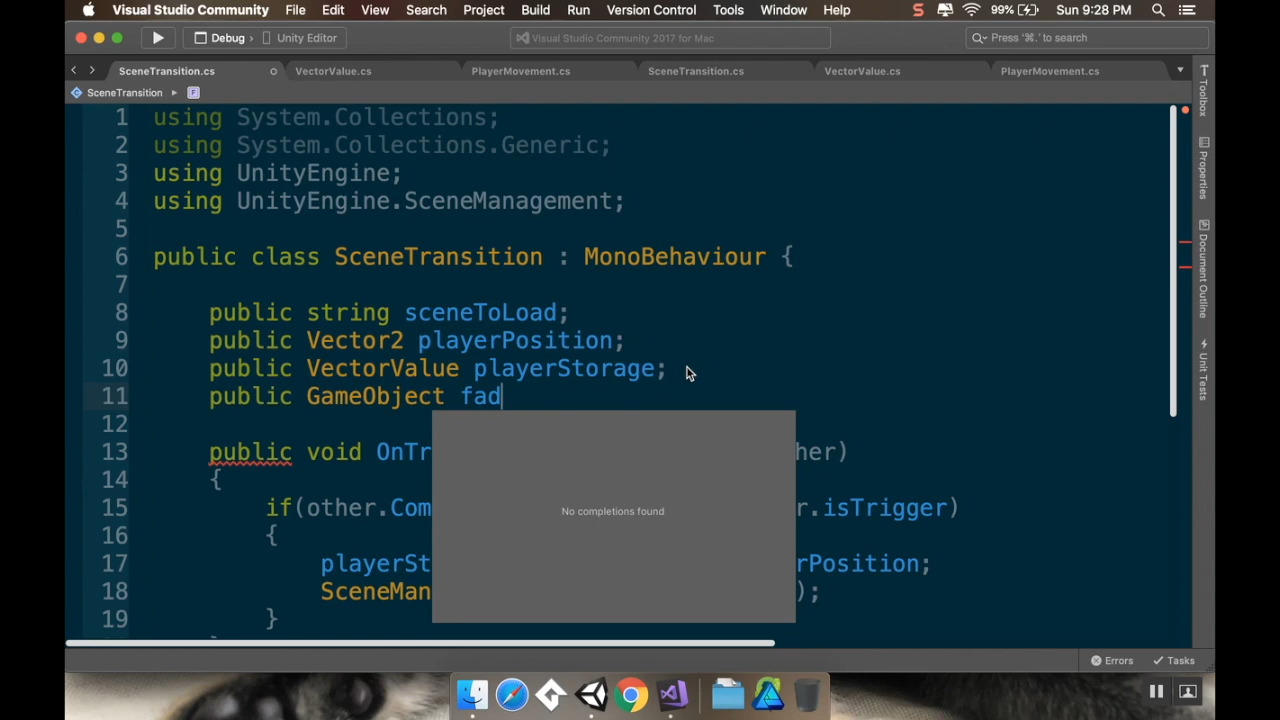 Visual Studio Community File Edit View Search Project Build Run Version Control Tools Window Help S 99% Sun 9:28 PM
Debug › Unity Editor Visual Studio Community 2017 for Mac Press '⌘.' to search
SceneTransition.cs VectorValue.cs PlayerMovement.cs SceneTransition.cs VectorValue.cs PlayerMovement.cs
SceneTransition F
1 using System.Collections;
2 using System.Collections.Generic;
3 using UnityEngine;
4 using UnityEngine.SceneManagement;
5
6 public class SceneTransition : MonoBehaviour {
7
8 public string sceneToLoad;
9 public Vector2 playerPosition;
10 public VectorValue playerStorage;
11 public GameObject fad
12
13 public void OnTr her)
14 {
15 if(other.Com r.isTrigger)
16 {
No completions found
17 playerSt rPosition;
18 SceneMan );
19 }
Toolbox
Properties
Document Outline
Unit Tests
Errors Tasks